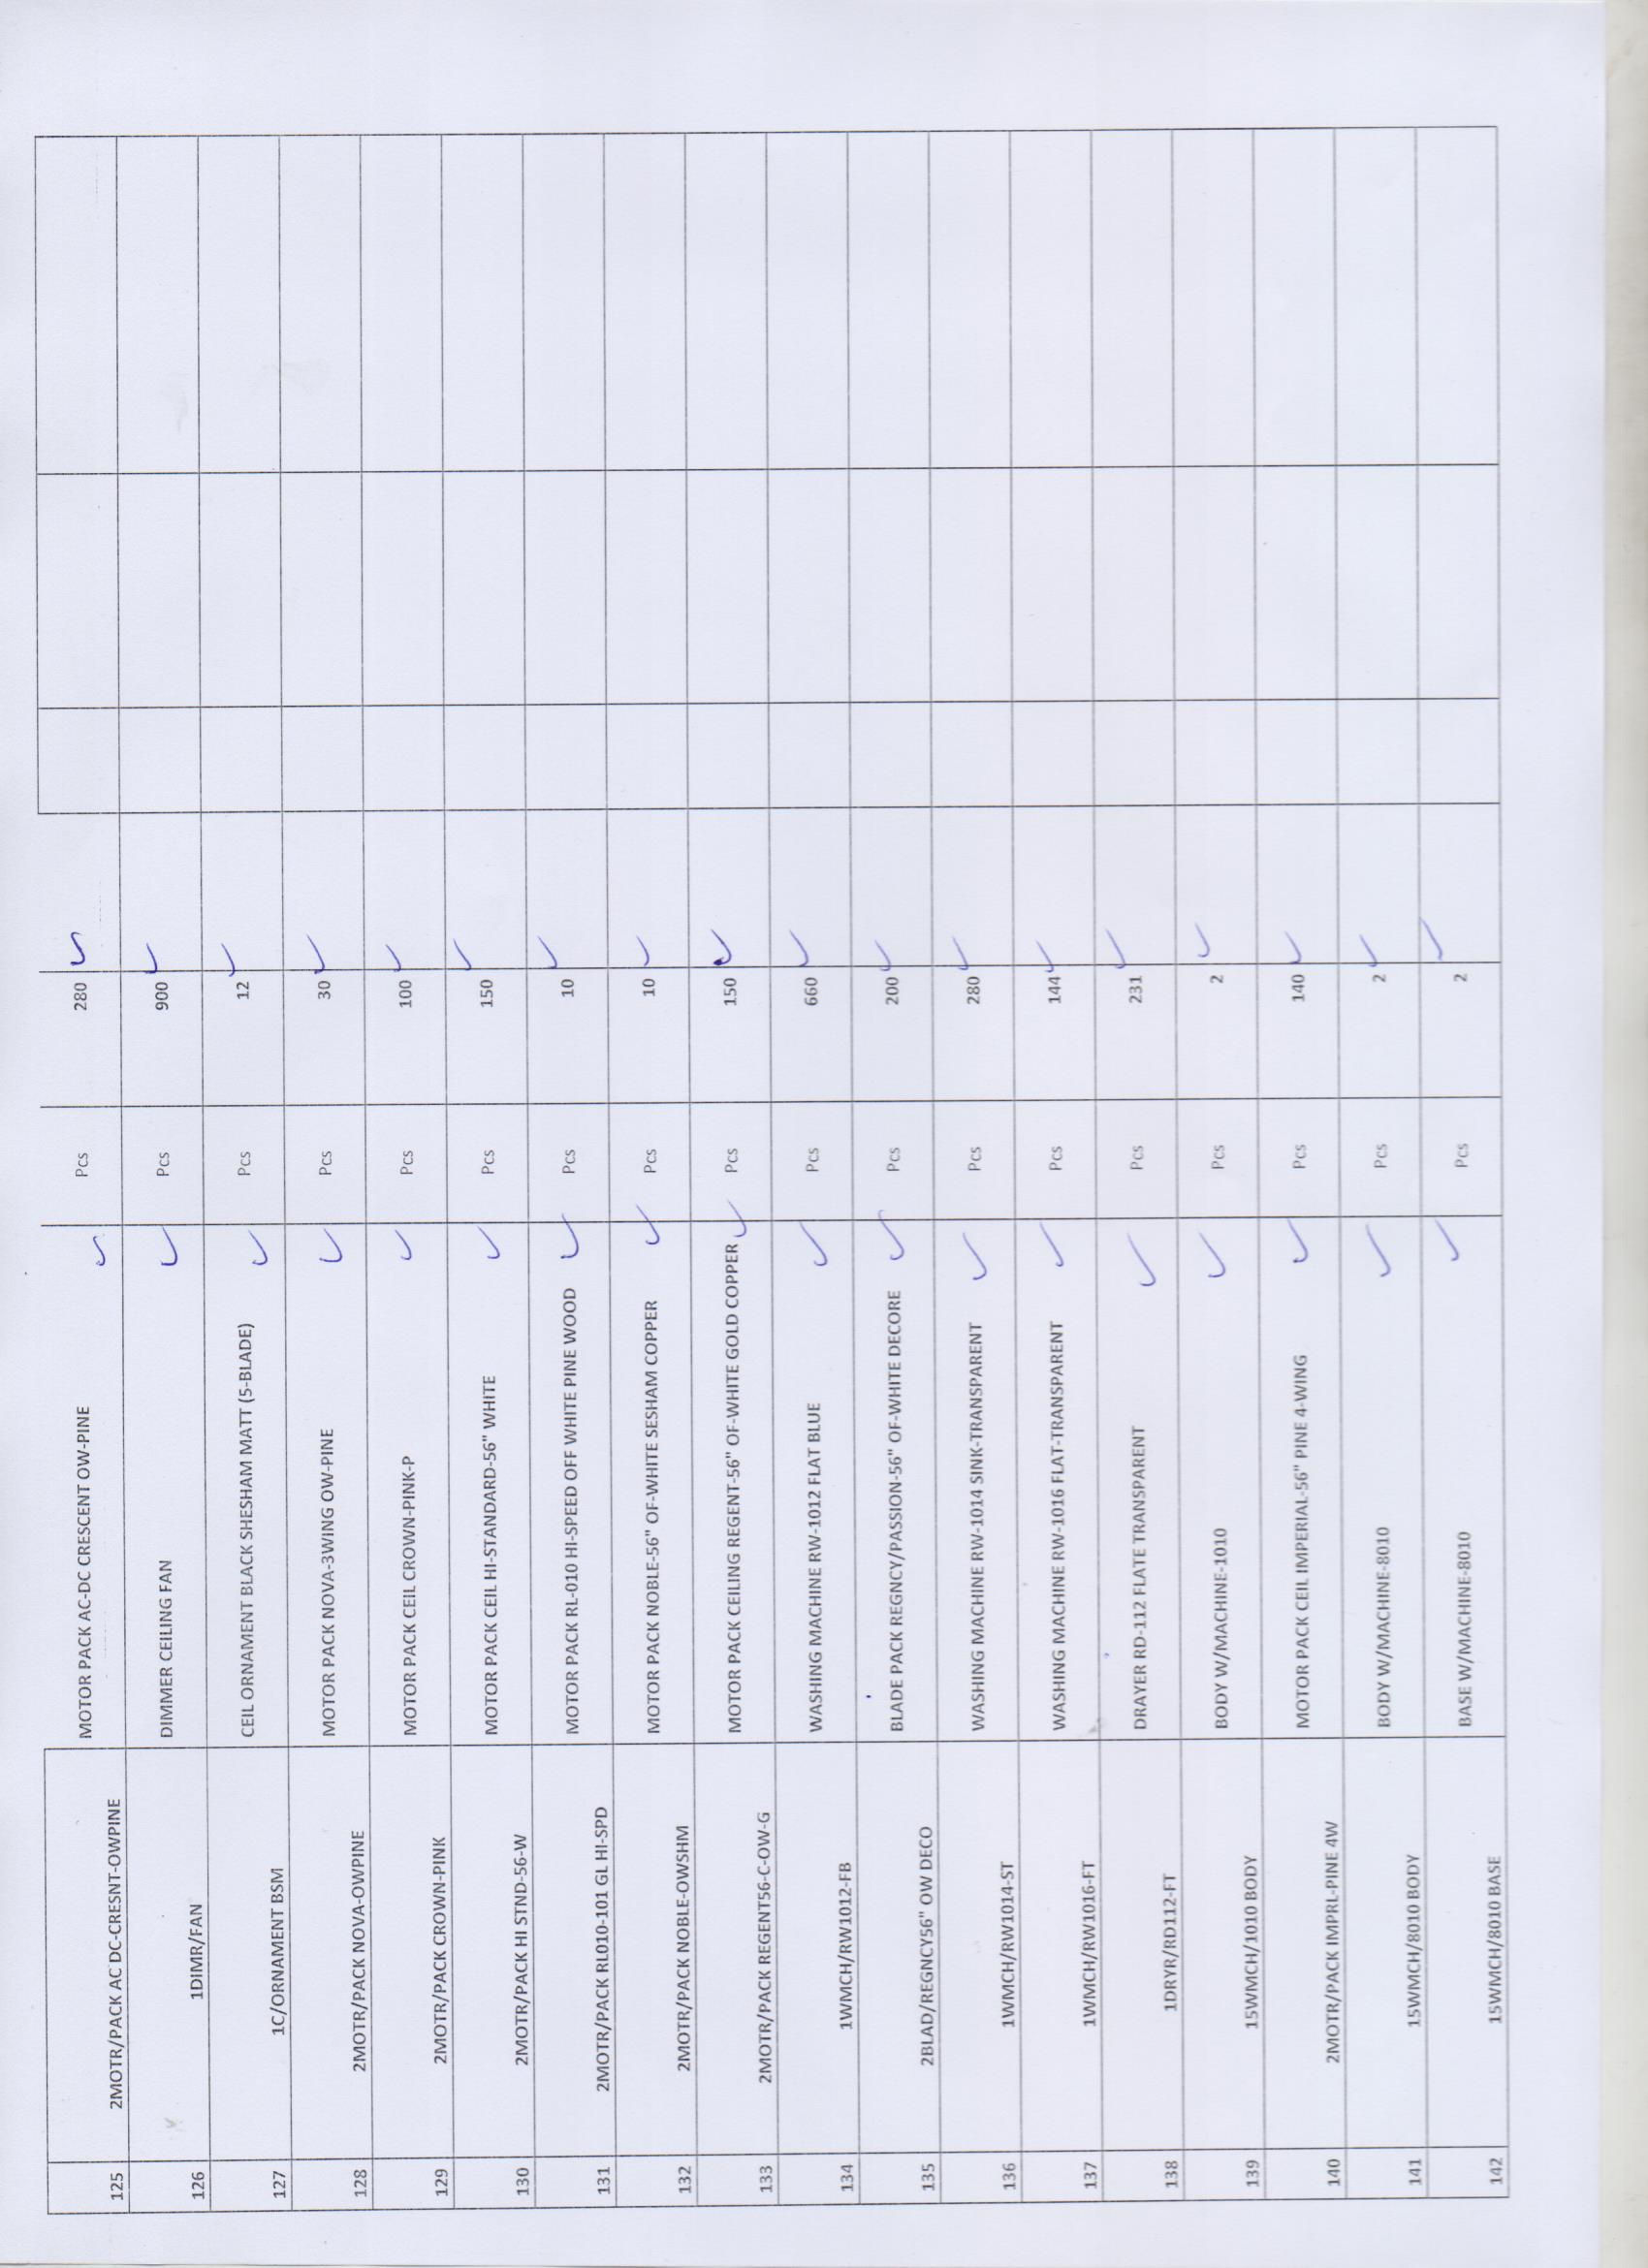 125 2MOTR/PACK AC DC-CRESNT-OWPINE MOTOR PACK AC-DC CRESCENT OW-PINE Pcs 280
126 1DIMR/FAN DIMMER CEILING FAN Pcs 900
127 1C/ORNAMENT BSM CEIL ORNAMENT BLACK SHESHAM MATT (5-BLADE) Pcs 12
128 2MOTR/PACK NOVA-OWPINE MOTOR PACK NOVA-3WING OW-PINE Pcs 30
129 2MOTR/PACK CROWN-PINK MOTOR PACK CEIL CROWN-PINK-P Pcs 100
130 2MOTR/PACK HI STND-56-W MOTOR PACK CEIL HI-STANDARD-56" WHITE Pcs 150
131 2MOTR/PACK RL010-101 GL HI-SPD MOTOR PACK RL-010 HI-SPEED OFF WHITE PINE WOOD Pcs 10
132 2MOTR/PACK NOBLE-OWSHM MOTOR PACK NOBLE-56" OF-WHITE SESHAM COPPER Pcs 10
133 2MOTR/PACK REGENT56-C-OW-G MOTOR PACK CEILING REGENT-56" OF-WHITE GOLD COPPER Pcs 150
134 1WMCH/RW1012-FB WASHING MACHINE RW-1012 FLAT BLUE Pcs 660
135 2BLAD/REGNCY56" OW DECO BLADE PACK REGNCY/PASSION-56" OF-WHITE DECORE Pcs 200
136 1WMCH/RW1014-ST WASHING MACHINE RW-1014 SINK-TRANSPARENT Pcs 280
137 1WMCH/RW1016-FT WASHING MACHINE RW-1016 FLAT-TRANSPARENT Pcs 144
138 1DRYR/RD112-FT DRAYER RD-112 FLATE TRANSPARENT Pcs 231
139 15WMCH/1010 BODY BODY W/MACHINE-1010 Pcs 2
140 2MOTR/PACK IMPRL-PINE 4W MOTOR PACK CEIL IMPERIAL-56" PINE 4-WING Pcs 140
141 15WMCH/8010 BODY BODY W/MACHINE-8010 Pcs 2
142 15WMCH/8010 BASE BASE W/MACHINE-8010 Pcs 2